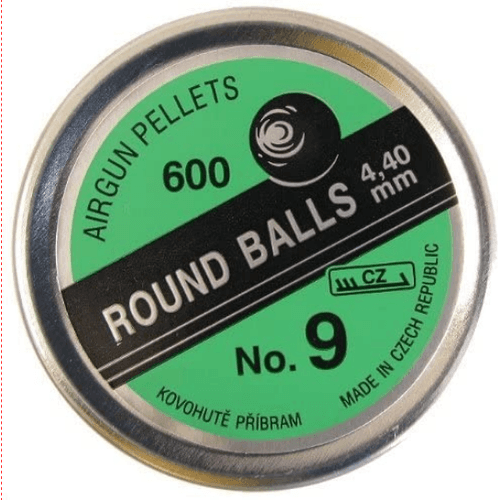 AIRGUN PELLETS
600
ROUND BALLS
4,40
mm
CZ
No. 9
KOVOHUTĚ PŘÍBRAM
MADE IN CZECH REPUBLIC